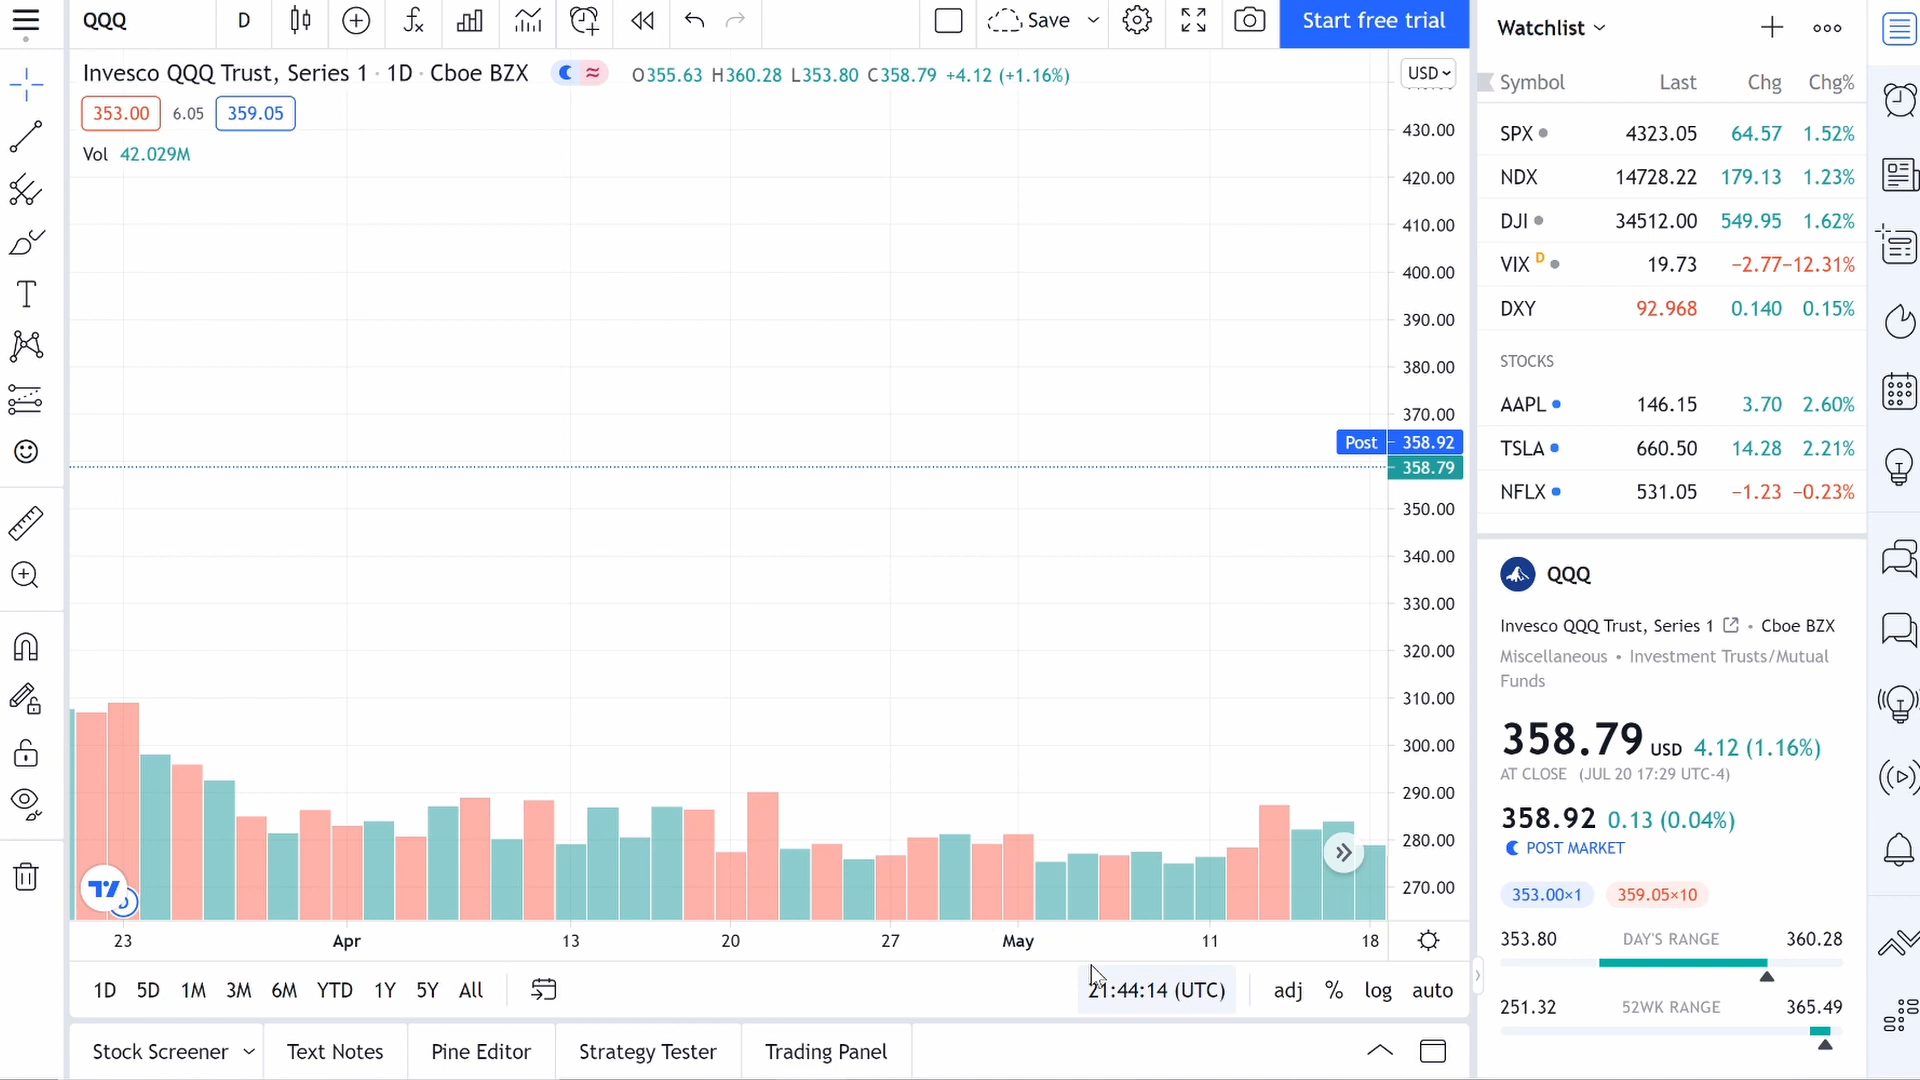 QQQ D Save Start free trial
Invesco QQQ Trust, Series 1 · 1D · Cboe BZX O355.63 H360.28 L353.80 C358.79 +4.12 (+1.16%)
353.00 6.05 359.05
Vol 42.029M
USD
430.00
420.00
410.00
400.00
390.00
380.00
370.00
Post 358.92
358.79
350.00
340.00
330.00
320.00
310.00
300.00
290.00
280.00
270.00
23 Apr 13 20 27 May 11 18
1D 5D 1M 3M 6M YTD 1Y 5Y All 21:44:14 (UTC) adj % log auto
Stock Screener Text Notes Pine Editor Strategy Tester Trading Panel
Watchlist
Symbol Last Chg Chg%
SPX 4323.05 64.57 1.52%
NDX 14728.22 179.13 1.23%
DJI 34512.00 549.95 1.62%
VIX D 19.73 −2.77 −12.31%
DXY 92.968 0.140 0.15%
STOCKS
AAPL 146.15 3.70 2.60%
TSLA 660.50 14.28 2.21%
NFLX 531.05 −1.23 −0.23%
QQQ
Invesco QQQ Trust, Series 1 • Cboe BZX
Miscellaneous • Investment Trusts/Mutual
Funds
358.79 USD 4.12 (1.16%)
AT CLOSE (JUL 20 17:29 UTC-4)
358.92 0.13 (0.04%)
POST MARKET
353.00×1 359.05×10
353.80 DAY'S RANGE 360.28
251.32 52WK RANGE 365.49